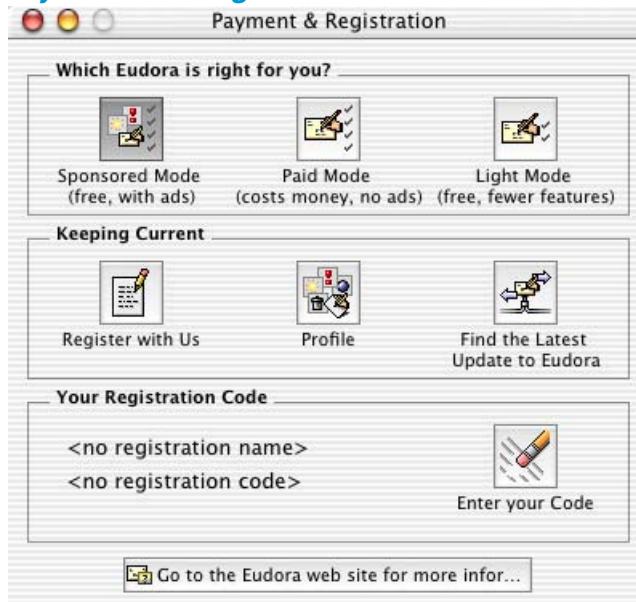 Payment & Registration
Which Eudora is right for you?
Sponsored Mode
(free, with ads)
Paid Mode
(costs money, no ads)
Light Mode
(free, fewer features)
Keeping Current
Register with Us
Profile
Find the Latest
Update to Eudora
Your Registration Code
<no registration name>
<no registration code>
Enter your Code
Go to the Eudora web site for more infor...